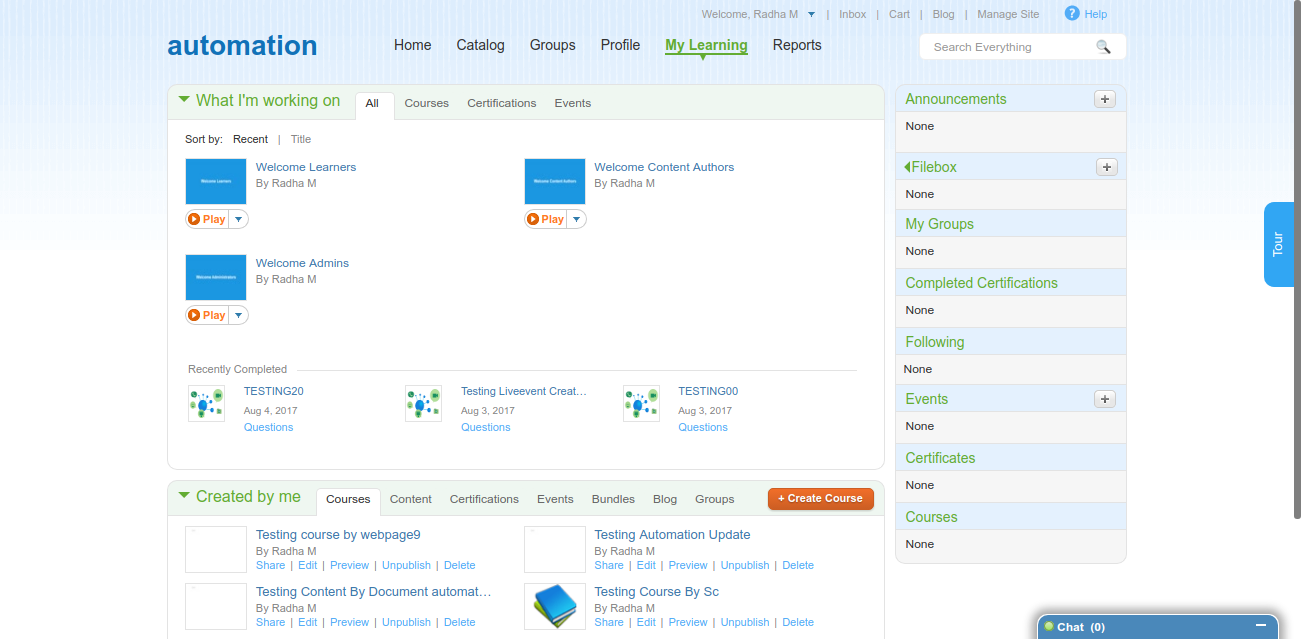 Welcome, Radha M | Inbox | Cart | Blog | Manage Site ? Help
automation
Home Catalog Groups Profile My Learning Reports
Search Everything
What I'm working on All Courses Certifications Events
Sort by: Recent | Title
Welcome Learners
Welcome Learners
By Radha M
Play
Welcome Content Authors
Welcome Content Authors
By Radha M
Play
Welcome Administrators
Welcome Admins
By Radha M
Play
Recently Completed
TESTING20
Aug 4, 2017
Questions
Testing Liveevent Creat...
Aug 3, 2017
Questions
TESTING00
Aug 3, 2017
Questions
Created by me Courses Content Certifications Events Bundles Blog Groups + Create Course
Testing course by webpage9
By Radha M
Share | Edit | Preview | Unpublish | Delete
Testing Automation Update
By Radha M
Share | Edit | Preview | Unpublish | Delete
Testing Content By Document automat...
By Radha M
Share | Edit | Preview | Unpublish | Delete
Testing Course By Sc
By Radha M
Share | Edit | Preview | Unpublish | Delete
Announcements +
None
Filebox +
None
My Groups
None
Completed Certifications
None
Following
None
Events +
None
Certificates
None
Courses
None
Tour
Chat (0)